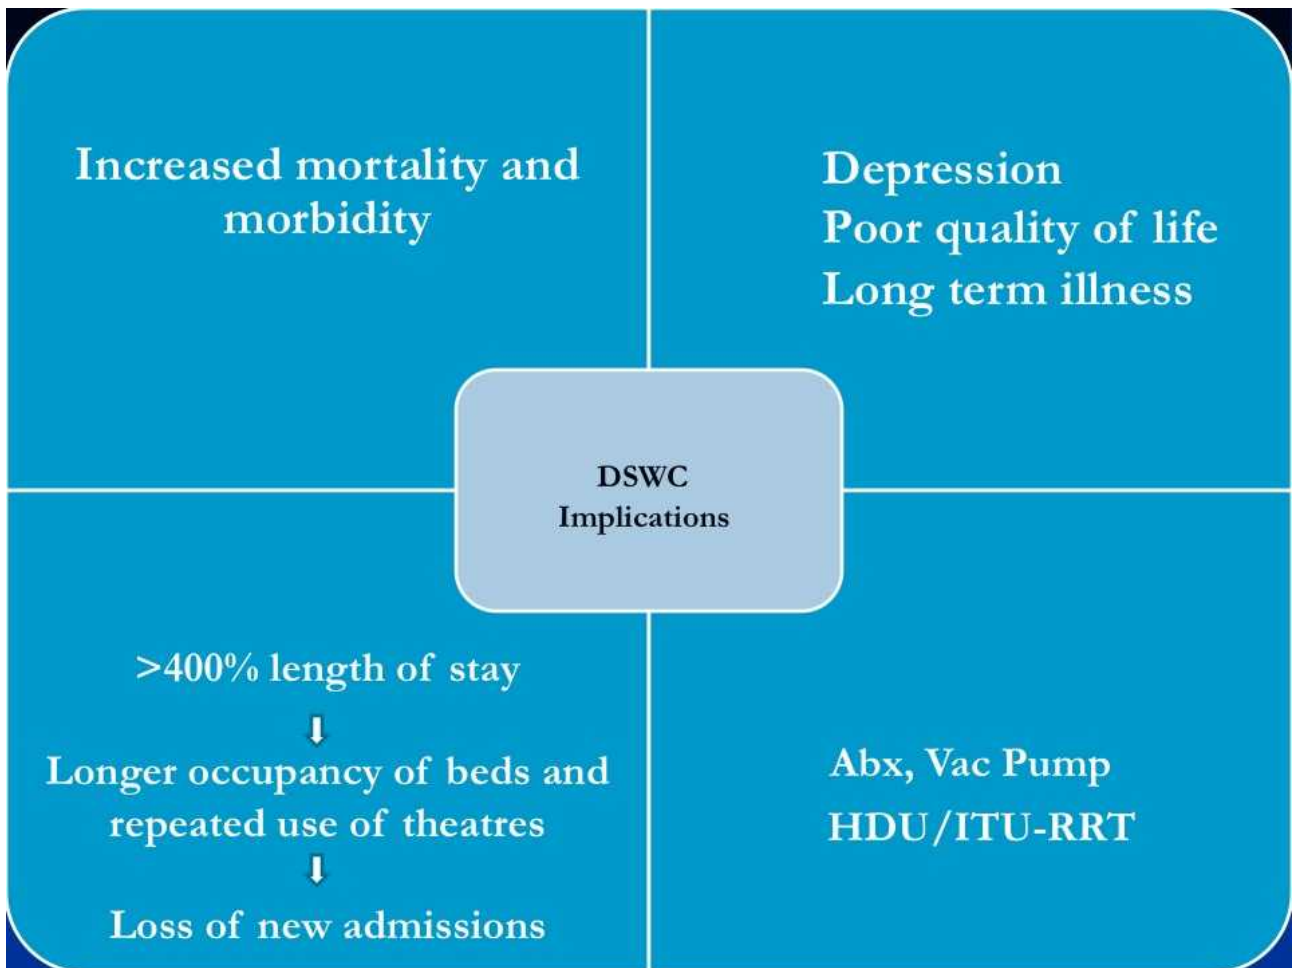 Increased mortality and
morbidity
Depression
Poor quality of life
Long term illness
DSWC
Implications
>400% length of stay
Longer occupancy of beds and
repeated use of theatres
Loss of new admissions
Abx, Vac Pump
HDU/ITU-RRT